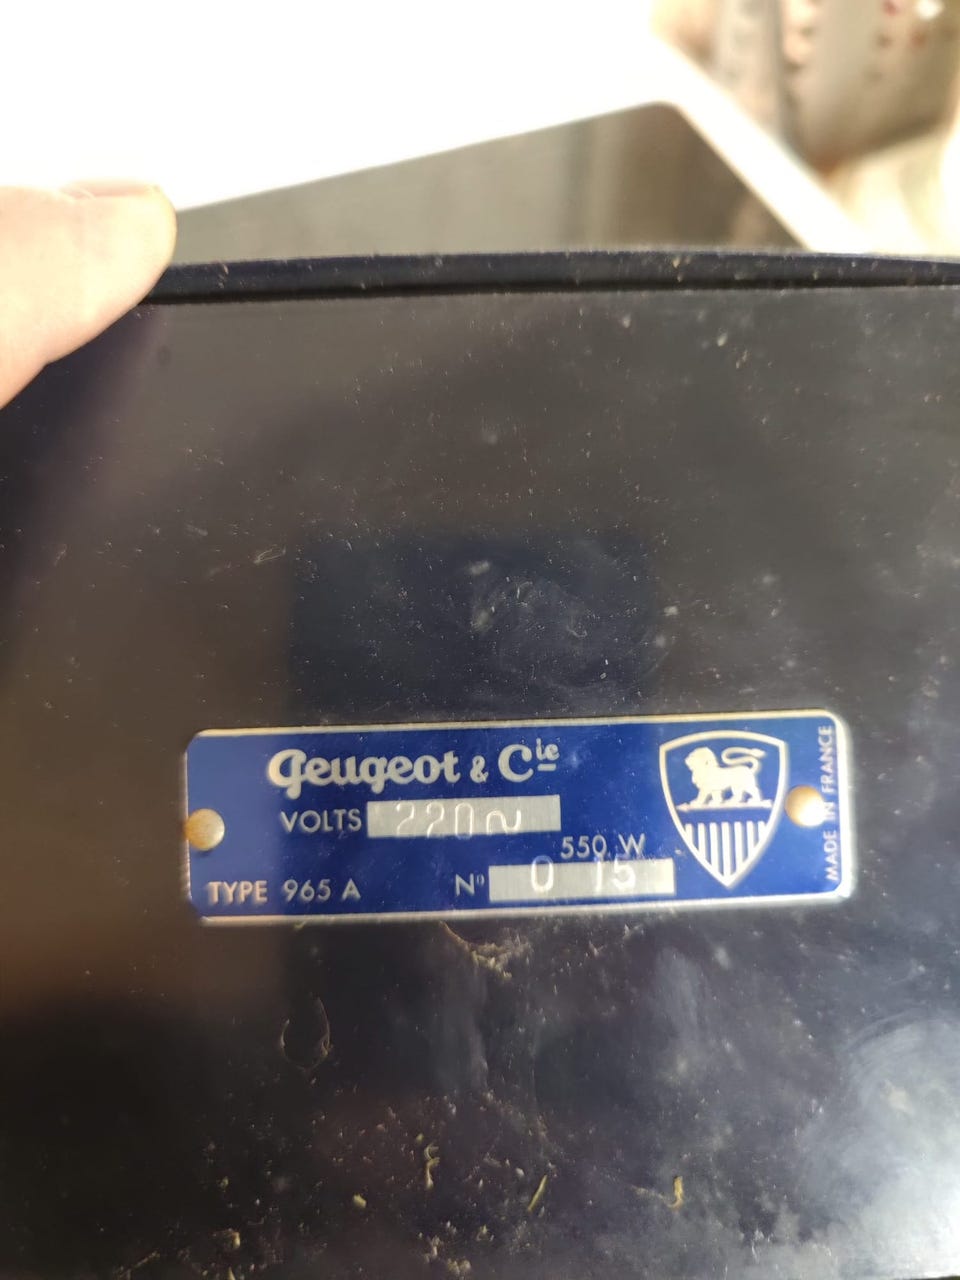 Peugeot & Cie
VOLTS 220~
550 W
TYPE 965 A N° 0 15
MADE IN FRANCE